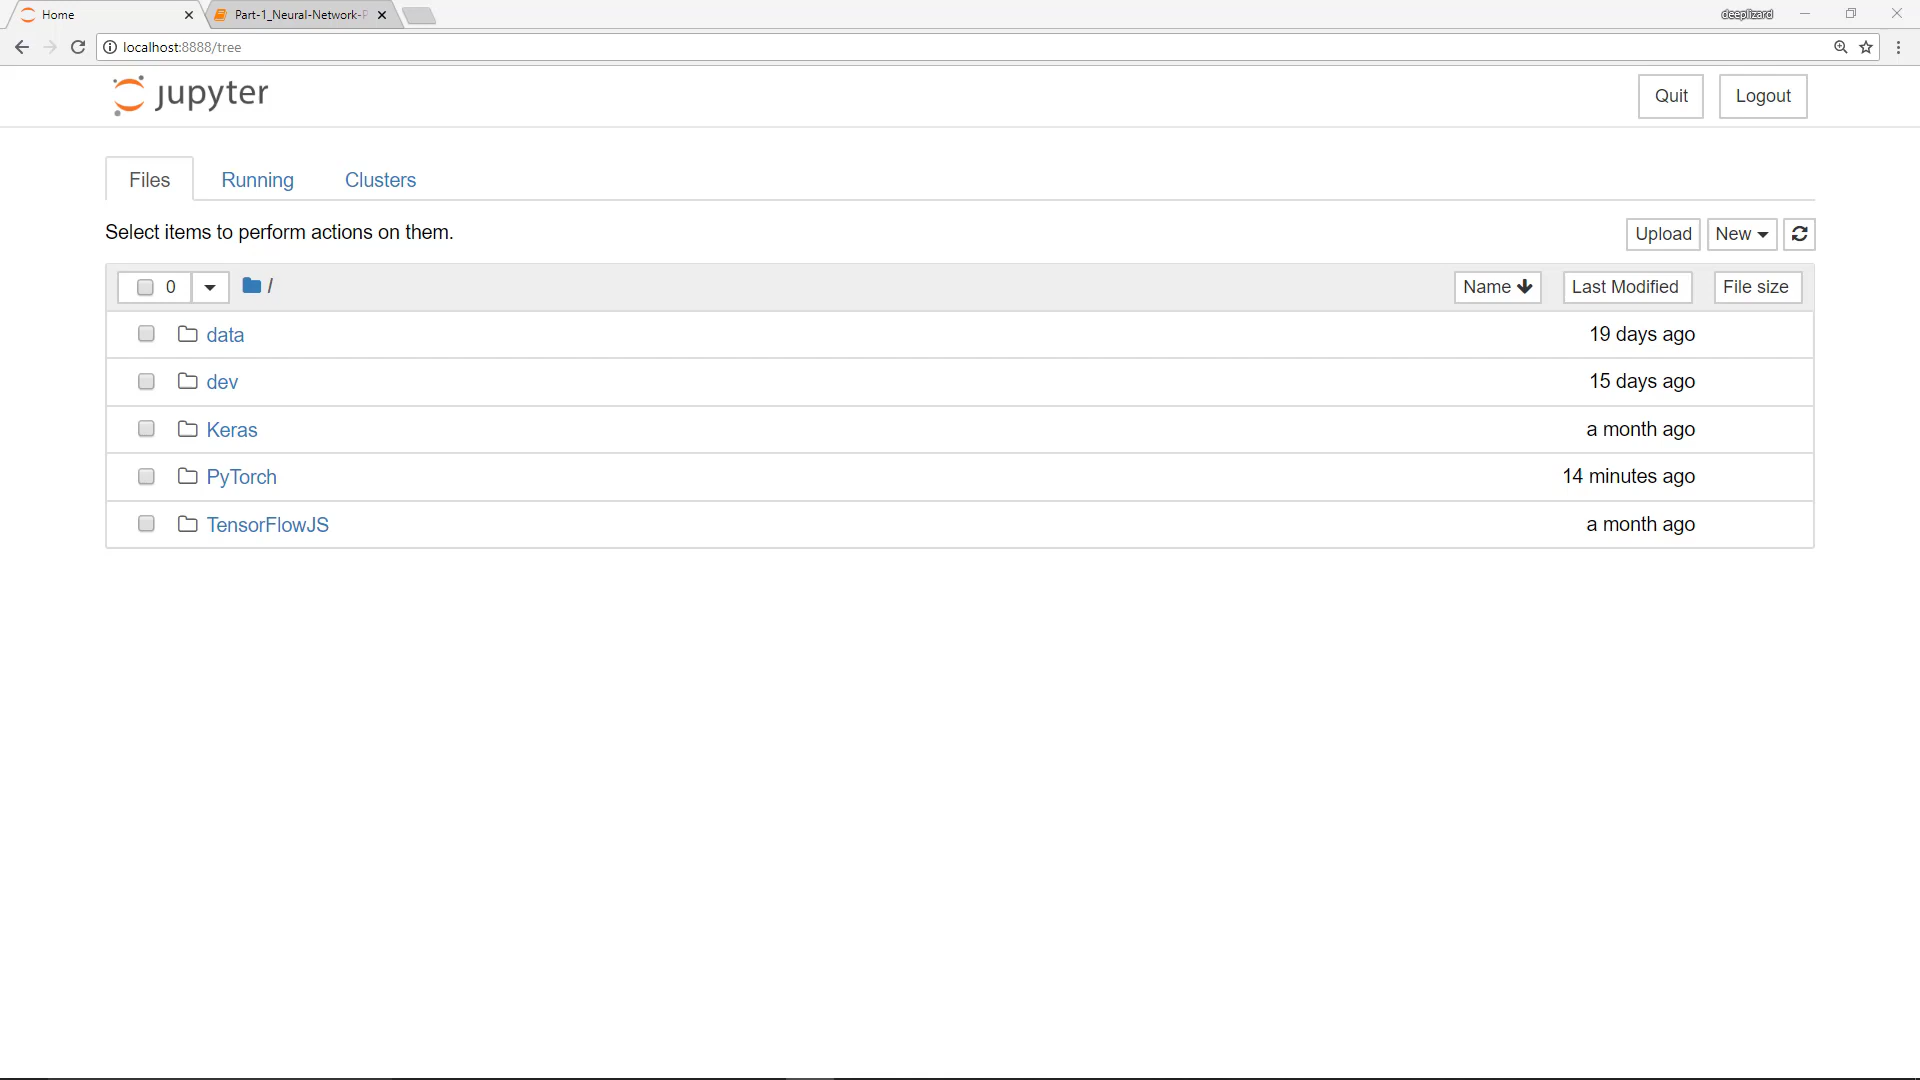 Home
Part-1_Neural-Network-P
deeplizard
localhost:8888/tree
jupyter
Quit
Logout
Files
Running
Clusters
Select items to perform actions on them.
Upload
New
0
/
Name
Last Modified
File size
data
19 days ago
dev
15 days ago
Keras
a month ago
PyTorch
14 minutes ago
TensorFlowJS
a month ago